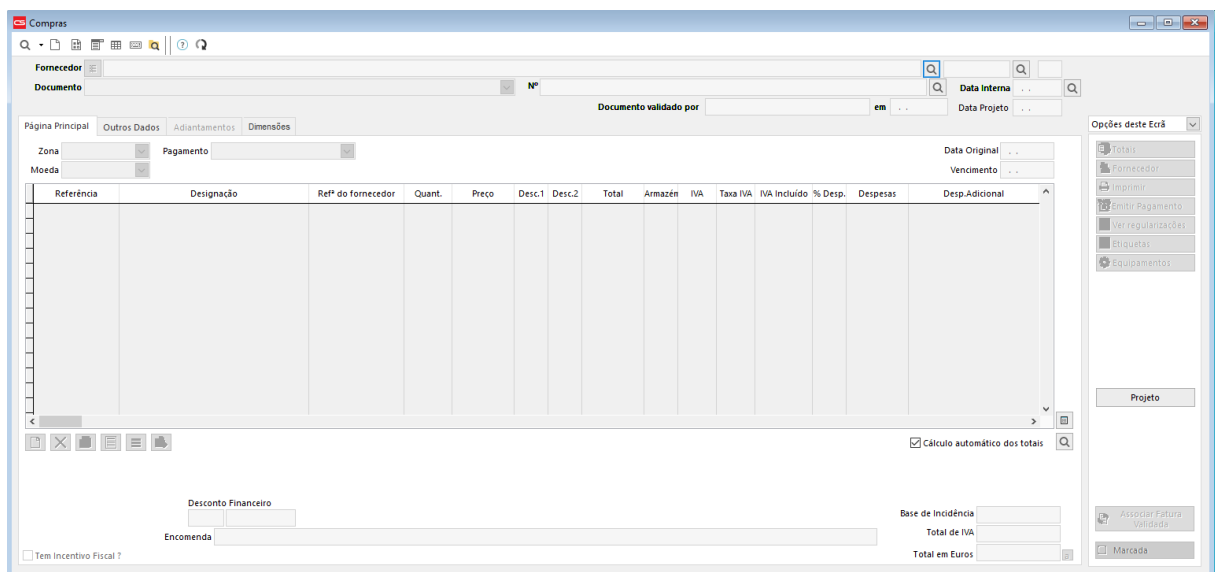 CS Compras
Fornecedor
Documento Nº Data Interna . .
Documento validado por em . . Data Projeto . .
Página Principal Outros Dados Adiantamentos Dimensões Opções deste Ecrã
Zona Pagamento Data Original . . Totais
Moeda Vencimento . . Fornecedor
Imprimir
Referência Designação Refª do fornecedor Quant. Preço Desc.1 Desc.2 Total Armazén IVA Taxa IVA IVA Incluído % Desp. Despesas Desp.Adicional
Emitir Pagamento
Ver regularizações
Etiquetas
Equipamentos
Projeto
Cálculo automático dos totais
Desconto Financeiro
Base de Incidência
Associar Fatura
Validada
Encomenda Total de IVA
Tem Incentivo Fiscal ? Total em Euros Marcada